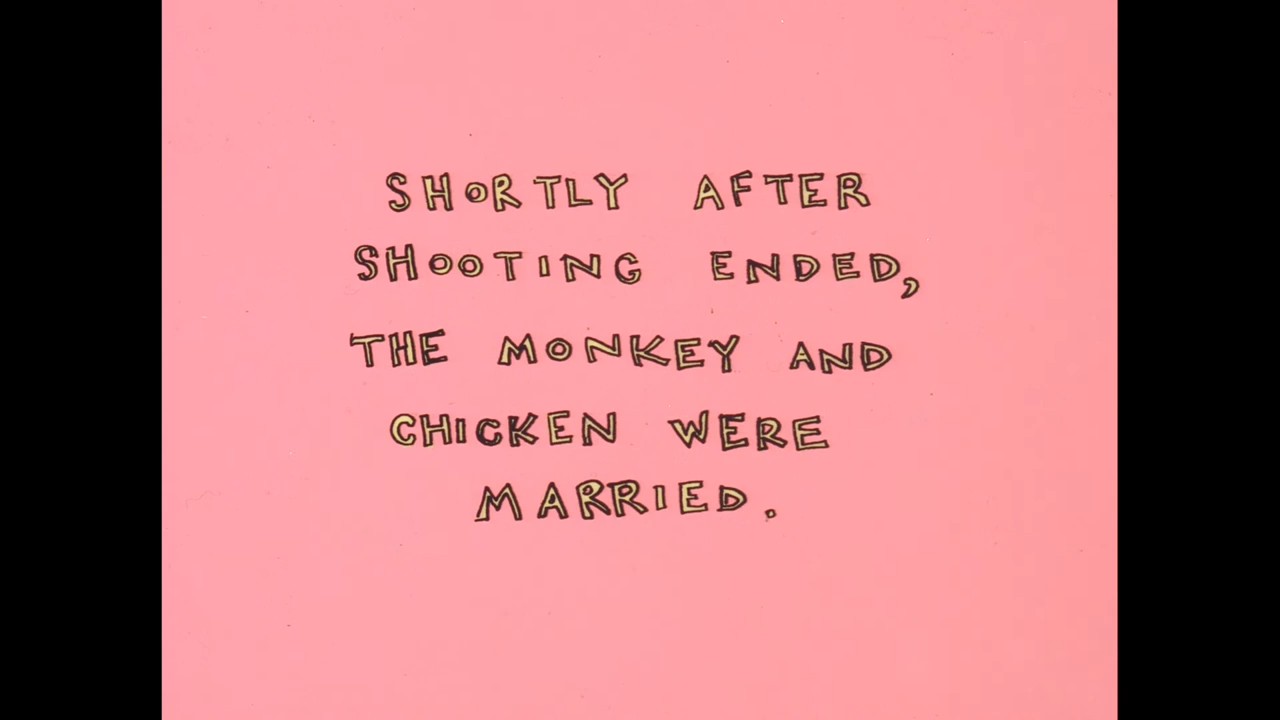 SHORTLY AFTER
SHOOTING ENDED,
THE MONKEY AND
CHICKEN WERE
MARRIED.